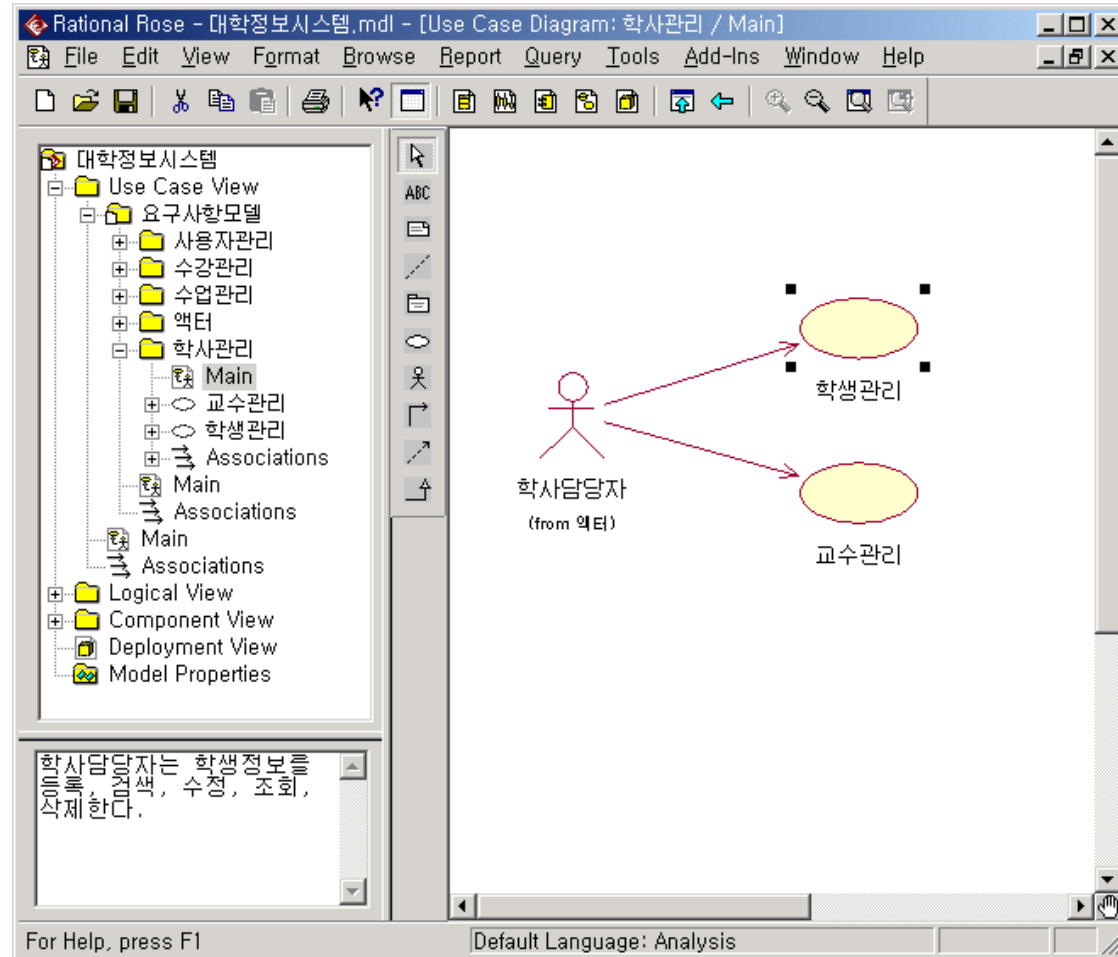 Rational Rose - 대학정보시스템.mdl - [Use Case Diagram: 학사관리 / Main]
File Edit View Format Browse Report Query Tools Add-Ins Window Help
대학정보시스템
Use Case View
요구사항모델
사용자관리
수강관리
수업관리
액터
학사관리
Main
교수관리
학생관리
Associations
Main
Associations
Main
Associations
Logical View
Component View
Deployment View
Model Properties
ABC
학생관리
학사담당자
(from 액터)
교수관리
학사담당자는 학생정보를
등록, 검색, 수정, 조회,
삭제한다.
For Help, press F1
Default Language: Analysis